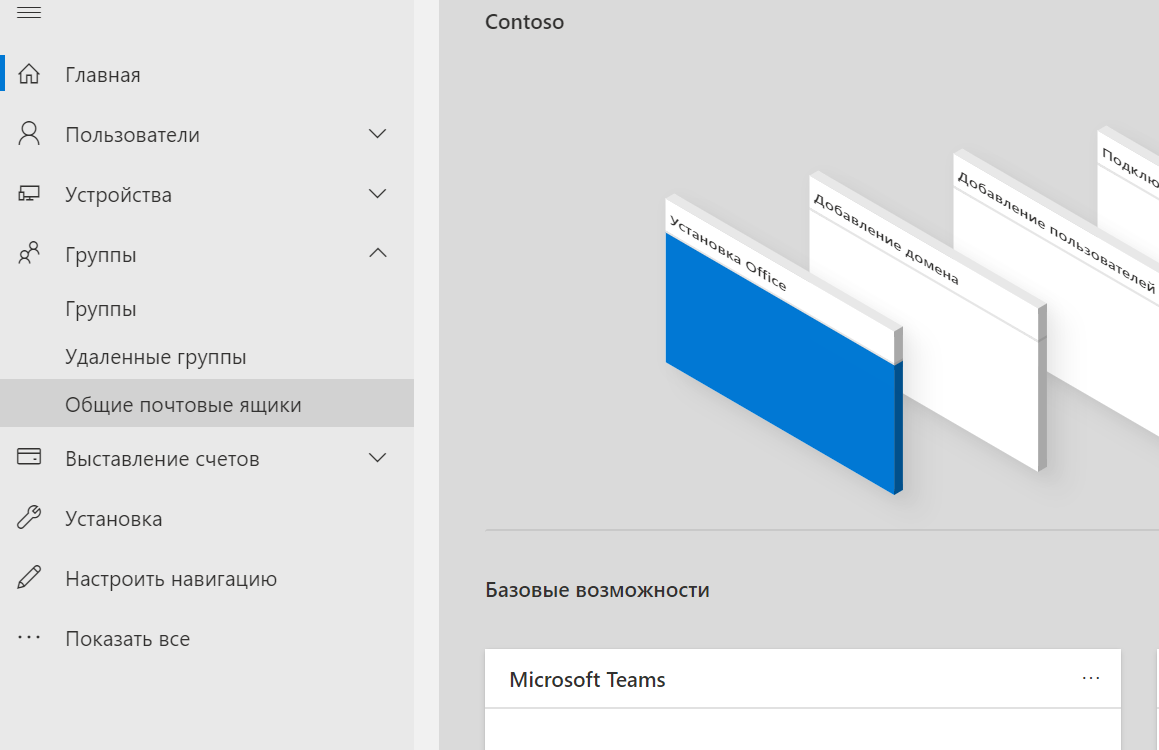 Главная
Пользователи
Устройства
Группы
Группы
Удаленные группы
Общие почтовые ящики
Выставление счетов
Установка
Настроить навигацию
Показать все
Contoso
Установка Office
Добавление домена
Добавление пользователей
Подклю
Базовые возможности
Microsoft Teams